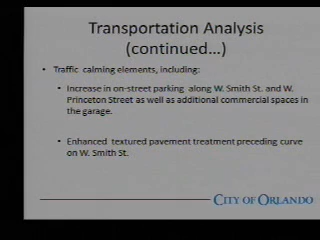 Transportation Analysis
(continued…)
• Traffic calming elements, including:
• Increase in on-street parking along W. Smith St. and W.
Princeton Street as well as additional commercial spaces in
the garage.
• Enhanced textured pavement treatment preceding curve
on W. Smith St.
CITY OF ORLANDO